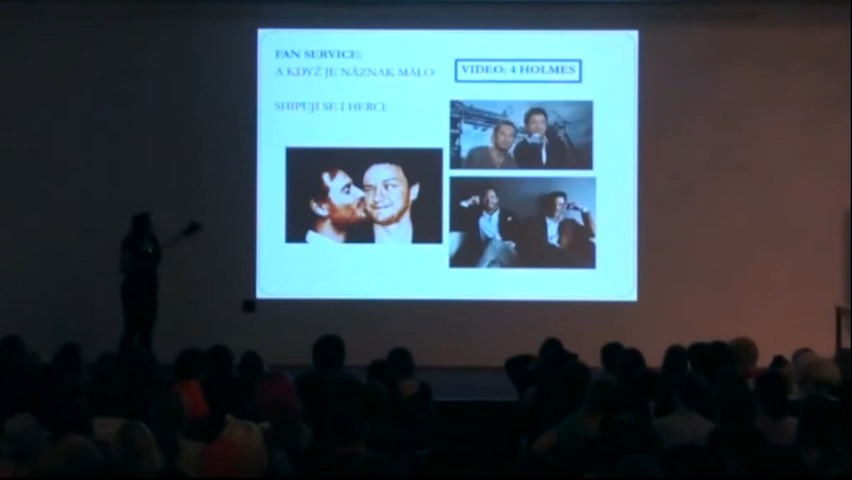 FAN SERVICE:
A KDYŽ JE NÁZNAK MÁLO
VIDEO: 4 HOLMES
SHIPUJÍ SE I HERCI: